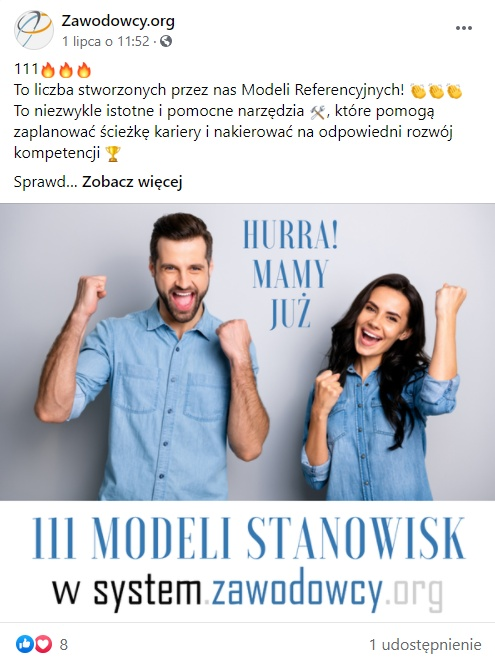 Zawodowcy.org
1 lipca o 11:52 ·
111🔥🔥🔥
To liczba stworzonych przez nas Modeli Referencyjnych! 👏👏👏
To niezwykle istotne i pomocne narzędzia 🛠, które pomogą
zaplanować ścieżkę kariery i nakierować na odpowiedni rozwój
kompetencji 🏆
Sprawd... Zobacz więcej
HURRA!
MAMY
JUŻ
111 MODELI STANOWISK
w system.zawodowcy.org
8
1 udostępnienie